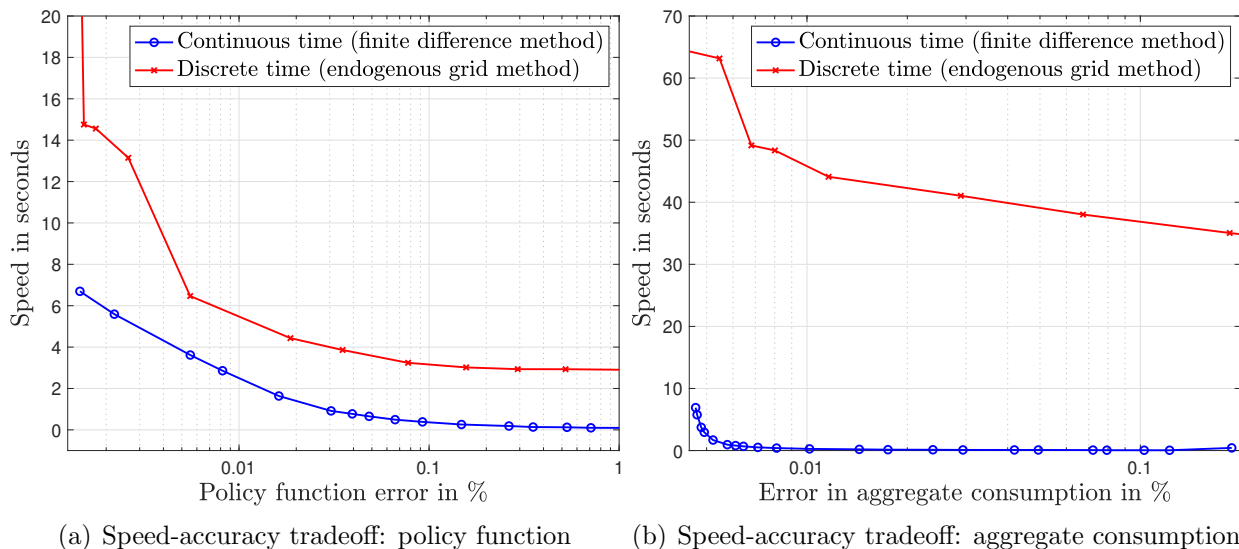 Continuous time (finite difference method)
Discrete time (endogenous grid method)
20
18
16
14
12
10
8
6
4
2
0
Speed in seconds
0.01
0.1
1
Policy function error in %
(a) Speed-accuracy tradeoff: policy function
Continuous time (finite difference method)
Discrete time (endogenous grid method)
70
60
50
40
30
20
10
0
Speed in seconds
0.01
0.1
Error in aggregate consumption in %
(b) Speed-accuracy tradeoff: aggregate consumption